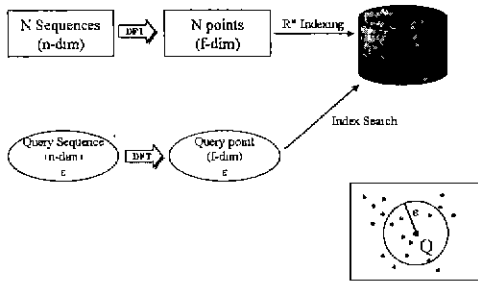 N Sequences
(n-dim)
DFT
N points
(f-dim)
R* Indexing
Index Search
Query Sequence
(n-dim)
ε
DFT
Query point
(f-dim)
ε
ε
Q